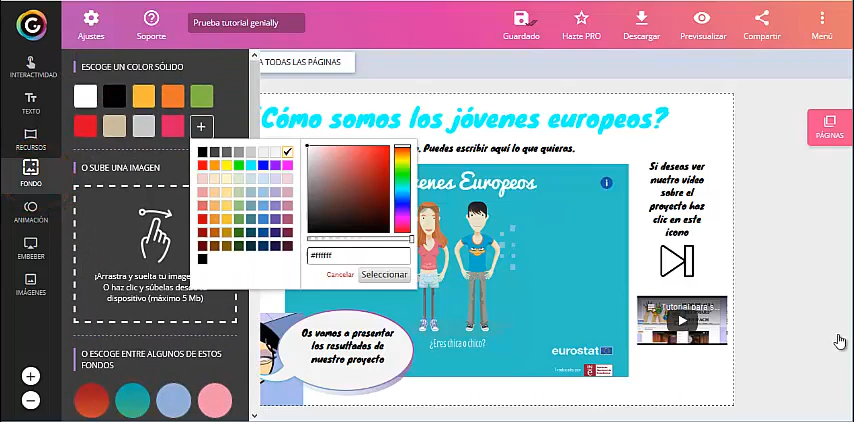 Ajustes
Soporte
Prueba tutorial genially
Guardado
Hazte PRO
Descargar
Previsualizar
Compartir
Menú
INTERACTIVIDAD
TEXTO
RECURSOS
FONDO
ANIMACIÓN
EMBEBER
IMÁGENES
ESCOGE UN COLOR SÓLIDO
O SUBE UNA IMAGEN
¡Arrastra y suelta tu image
O haz clic y súbelas desde
dispositivo (máximo 5 Mb)
O ESCOGE ENTRE ALGUNOS DE ESTOS
FONDOS
#ffffff
Cancelar
Seleccionar
A TODAS LAS PÁGINAS
PÁGINAS
¿Cómo somos los jóvenes europeos?
. Puedes escribir aquí lo que quieras.
venes Europeos
¿Eres chica o chico?
eurostat
Os vamos a presentar
los resultados de
nuestro proyecto
Si deseas ver
nuetro video
sobre el
proyecto haz
clic en este
icono
Tutorial para s...